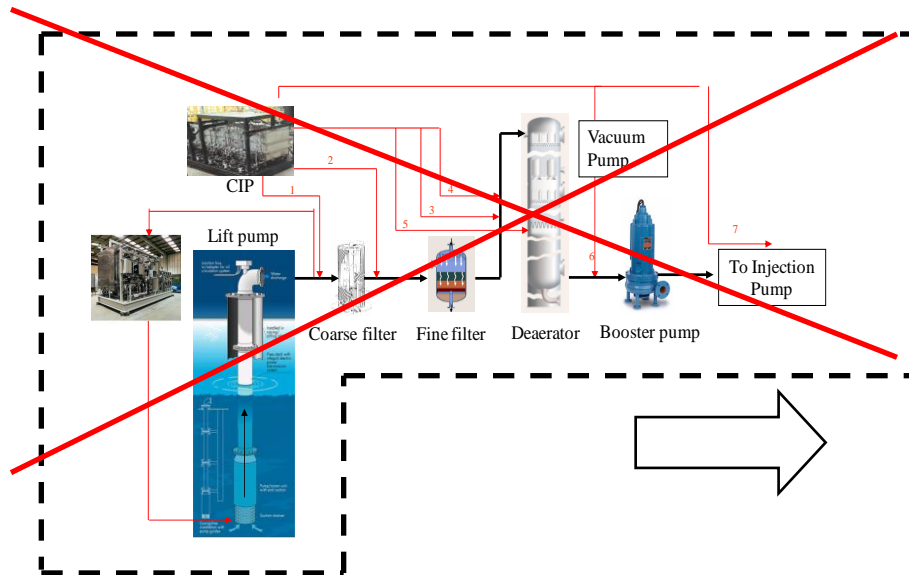 CIP
Vacuum
Pump
1
2
3
4
5
6
7
Lift pump
Coarse filter
Fine filter
Deaerator
Booster pump
To Injection
Pump